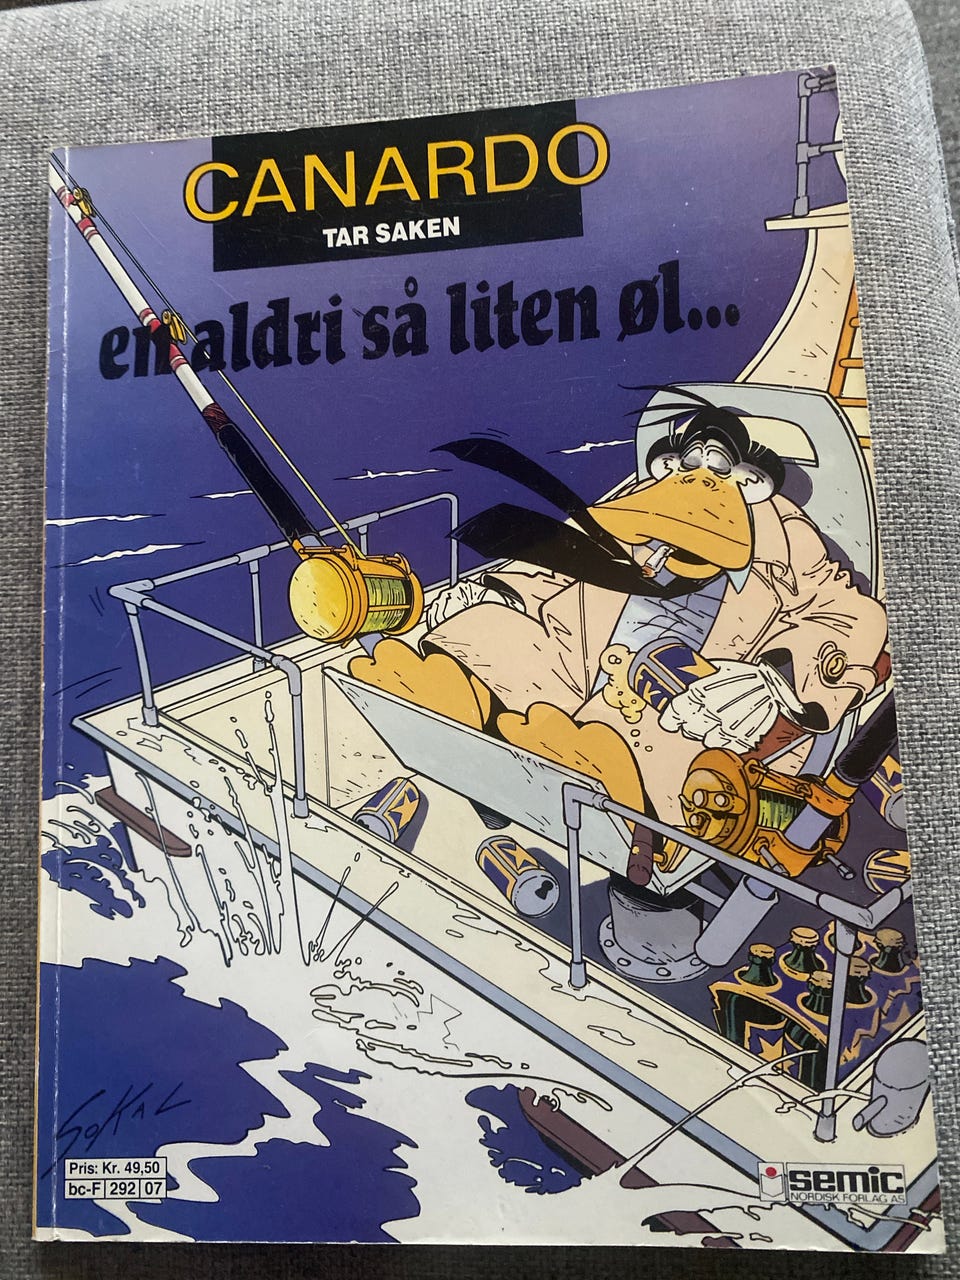 CANARDO
TAR SAKEN
en aldri så liten øl...
SOKAL
Pris: Kr. 49,50
bc-F 292 07
semic
NORDISK FORLAG AS